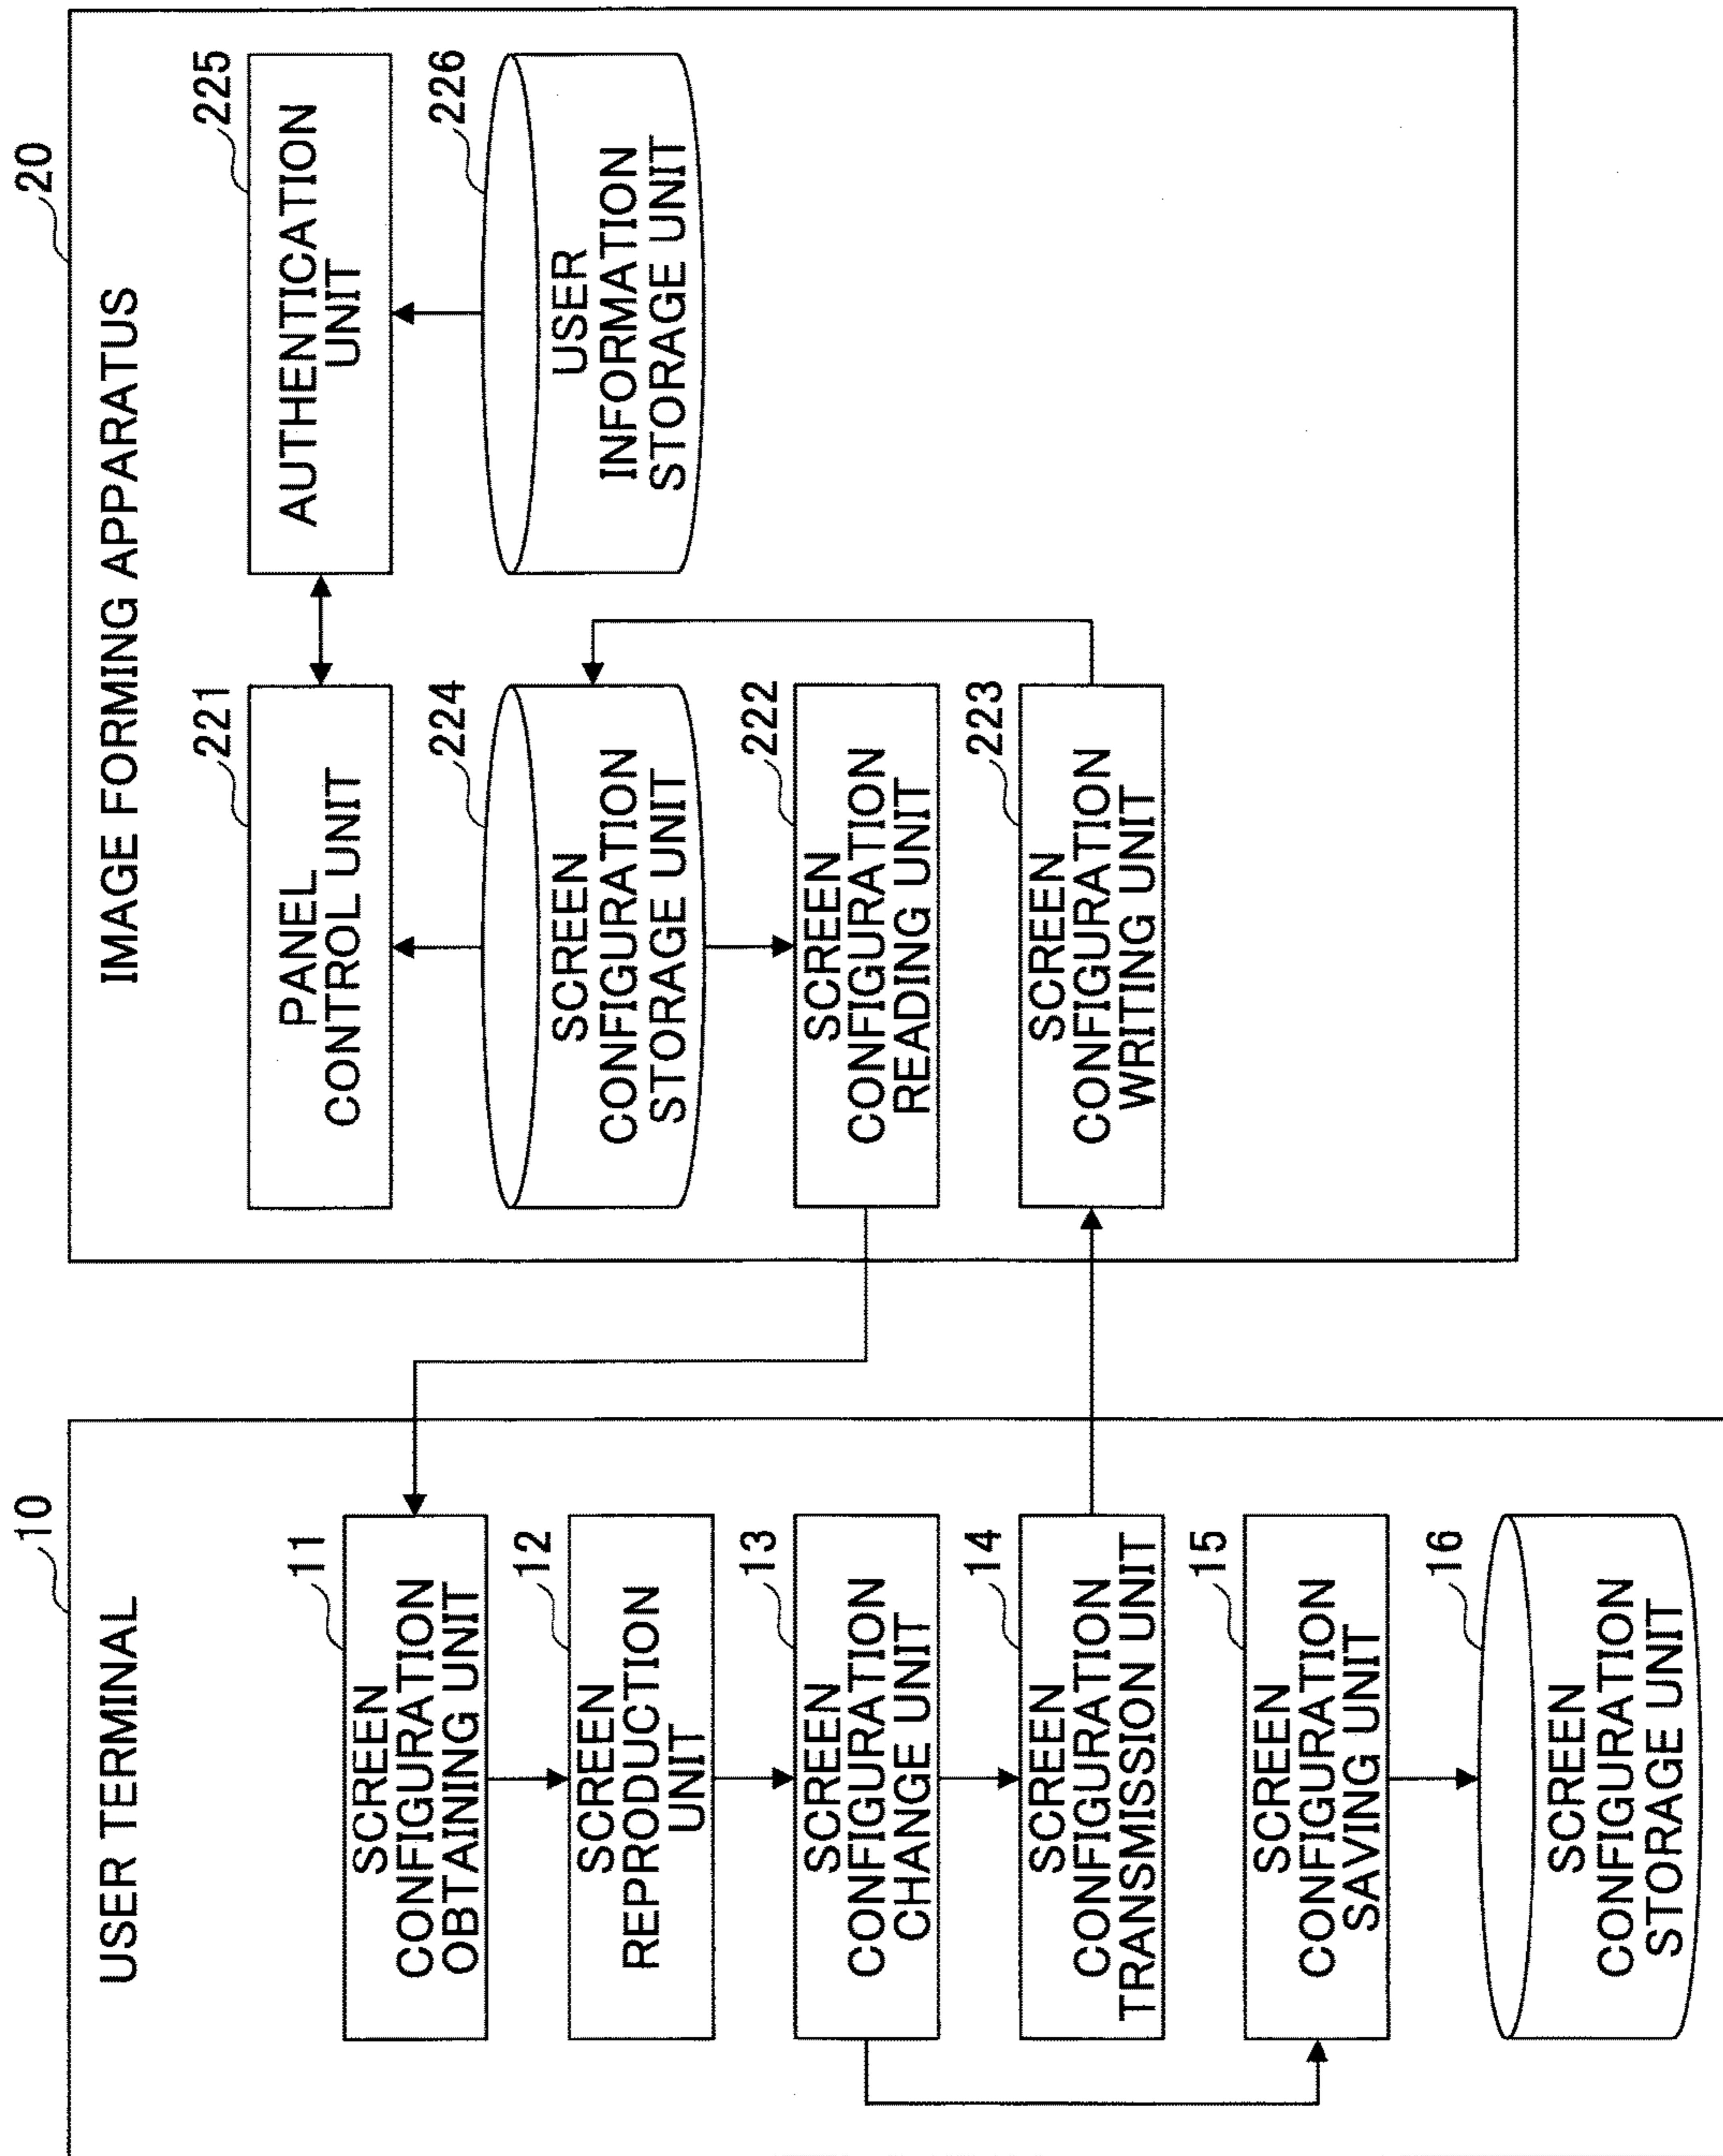 10
USER TERMINAL
11
SCREEN
CONFIGURATION
OBTAINING UNIT
12
SCREEN
REPRODUCTION
UNIT
13
SCREEN
CONFIGURATION
CHANGE UNIT
14
SCREEN
CONFIGURATION
TRANSMISSION UNIT
15
SCREEN
CONFIGURATION
SAVING UNIT
16
SCREEN
CONFIGURATION
STORAGE UNIT
20
IMAGE FORMING APPARATUS
221
PANEL
CONTROL UNIT
225
AUTHENTICATION
UNIT
224
SCREEN
CONFIGURATION
STORAGE UNIT
226
USER
INFORMATION
STORAGE UNIT
222
SCREEN
CONFIGURATION
READING UNIT
223
SCREEN
CONFIGURATION
WRITING UNIT